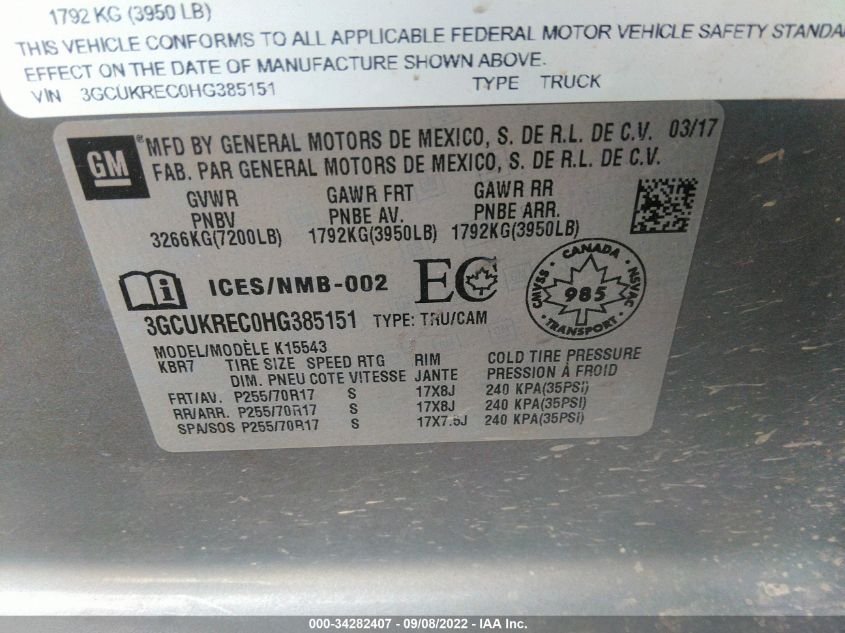 1792 KG (3950 LB)
THIS VEHICLE CONFORMS TO ALL APPLICABLE FEDERAL MOTOR VEHICLE SAFETY STANDA
EFFECT ON THE DATE OF MANUFACTURE SHOWN ABOVE.
VIN 3GCUKREC0HG385151 TYPE TRUCK
GM ® MFD BY GENERAL MOTORS DE MEXICO, S. DE R.L. DE C.V. 03/17
FAB. PAR GENERAL MOTORS DE MEXICO, S. DE R.L. DE C.V.
GVWR GAWR FRT GAWR RR
PNBV PNBE AV. PNBE ARR.
3266KG(7200LB) 1792KG(3950LB) 1792KG(3950LB)
i ICES/NMB-002 EC CANADA CMVSS NSVAC 985 TRANSPORT
3GCUKREC0HG385151 TYPE: TRU/CAM
MODEL/MODÈLE K15543
KBR7 TIRE SIZE SPEED RTG RIM COLD TIRE PRESSURE
DIM. PNEU COTE VITESSE JANTE PRESSION À FROID
FRT/AV. P255/70R17 S 17X8J 240 KPA(35PSI)
RR/ARR. P255/70R17 S 17X8J 240 KPA(35PSI)
SPA/SOS P255/70R17 S 17X7.5J 240 KPA(35PSI)
000-34282407 - 09/08/2022 - IAA Inc.